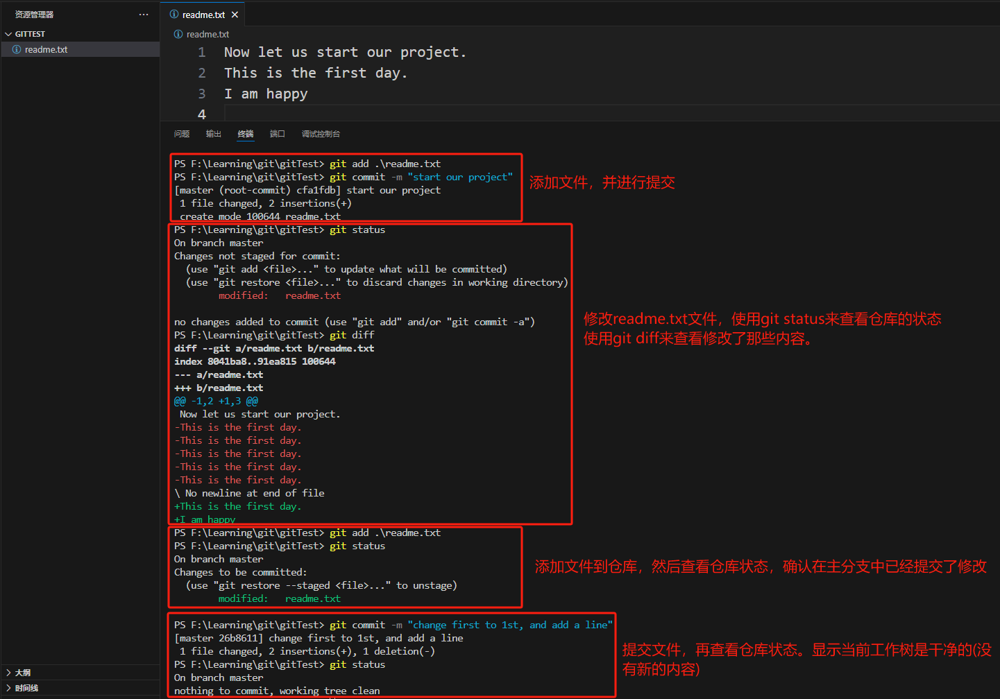 资源管理器
···
GITTEST
readme.txt
readme.txt
readme.txt
1 Now let us start our project.
2 This is the first day.
3 I am happy
4
问题 输出 终端 端口 调试控制台
PS F:\Learning\git\gitTest> git add .\readme.txt
PS F:\Learning\git\gitTest> git commit -m "start our project"
[master (root-commit) cfa1fdb] start our project
 1 file changed, 2 insertions(+)
 create mode 100644 readme.txt
添加文件，并进行提交
PS F:\Learning\git\gitTest> git status
On branch master
Changes not staged for commit:
  (use "git add <file>..." to update what will be committed)
  (use "git restore <file>..." to discard changes in working directory)
        modified:   readme.txt
no changes added to commit (use "git add" and/or "git commit -a")
PS F:\Learning\git\gitTest> git diff
diff --git a/readme.txt b/readme.txt
index 8041ba8..91ea815 100644
--- a/readme.txt
+++ b/readme.txt
@@ -1,2 +1,3 @@
 Now let us start our project.
-This is the first day.
-This is the first day.
-This is the first day.
-This is the first day.
-This is the first day.
\ No newline at end of file
+This is the first day.
+I am happy
修改readme.txt文件，使用git status来查看仓库的状态
使用git diff来查看修改了那些内容。
PS F:\Learning\git\gitTest> git add .\readme.txt
PS F:\Learning\git\gitTest> git status
On branch master
Changes to be committed:
  (use "git restore --staged <file>..." to unstage)
        modified:   readme.txt
添加文件到仓库，然后查看仓库状态，确认在主分支中已经提交了修改
PS F:\Learning\git\gitTest> git commit -m "change first to 1st, and add a line"
[master 26b8611] change first to 1st, and add a line
 1 file changed, 2 insertions(+), 1 deletion(-)
PS F:\Learning\git\gitTest> git status
On branch master
nothing to commit, working tree clean
提交文件，再查看仓库状态。显示当前工作树是干净的(没
有新的内容)
大纲
时间线